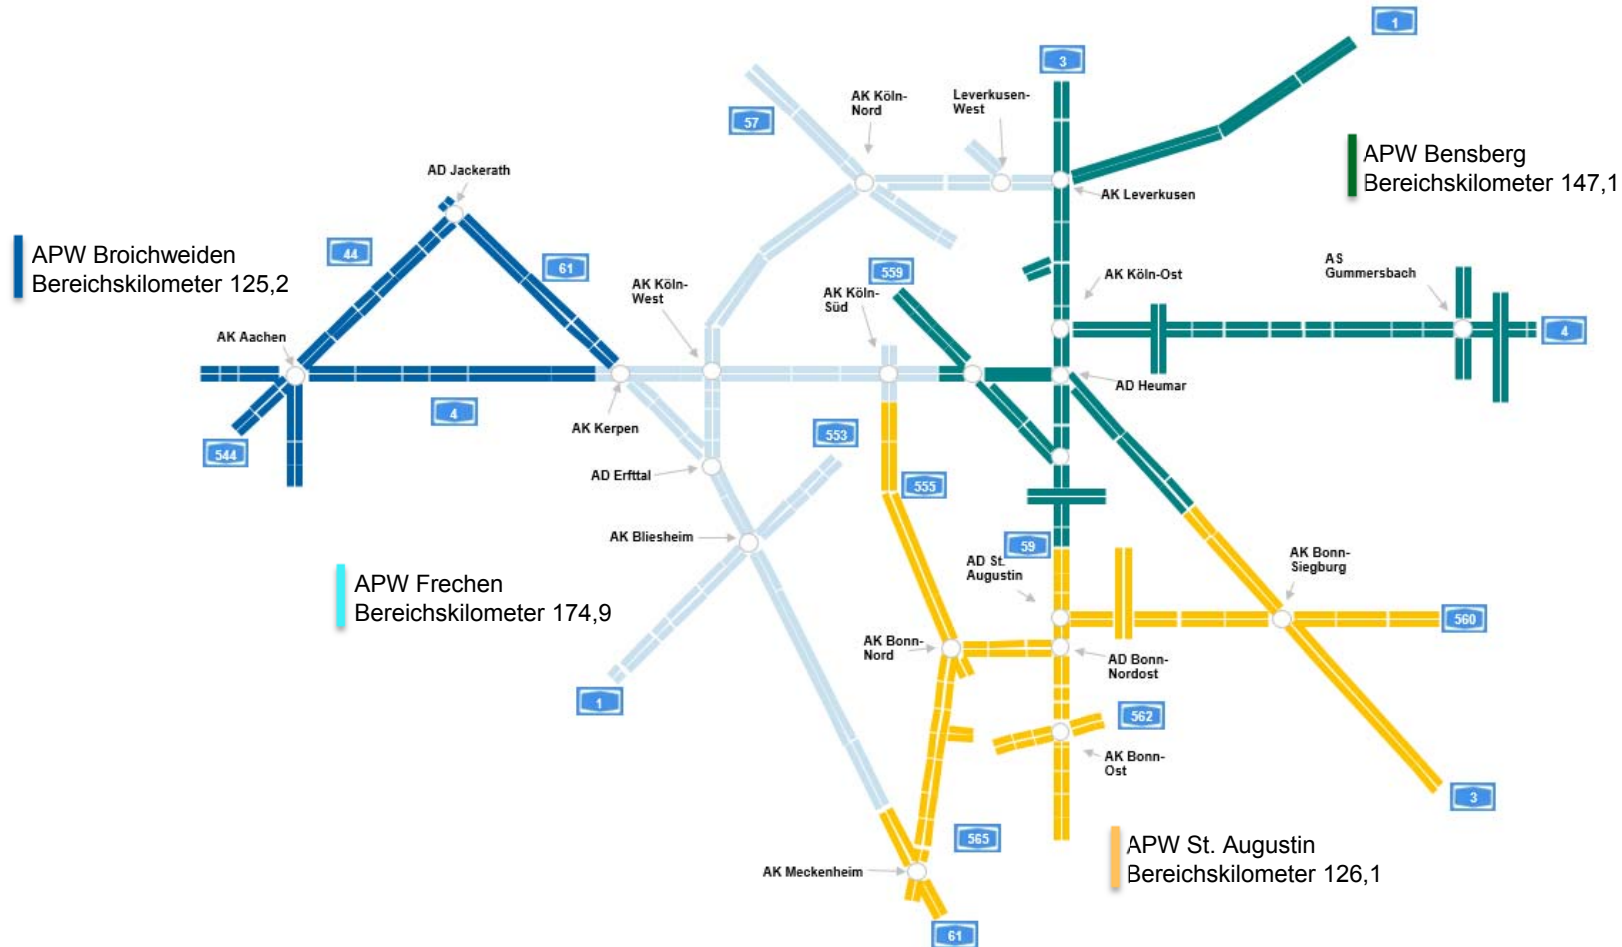 1
3
AK Köln-
Nord
Leverkusen-
West
57
APW Bensberg
Bereichskilometer 147,1
AD Jackerath
AK Leverkusen
44
APW Broichweiden
Bereichskilometer 125,2
61
AK Köln-
West
AK Köln-
Süd
559
AK Köln-Ost
AS
Gummersbach
AK Aachen
4
AD Heumar
4
AK Kerpen
544
553
AD Erfttal
555
AK Bliesheim
59
AD St.
Augustin
AK Bonn-
Siegburg
APW Frechen
Bereichskilometer 174,9
560
AK Bonn-
Nord
AD Bonn-
Nordost
1
562
AK Bonn-
Ost
3
565
APW St. Augustin
Bereichskilometer 126,1
AK Meckenheim
61